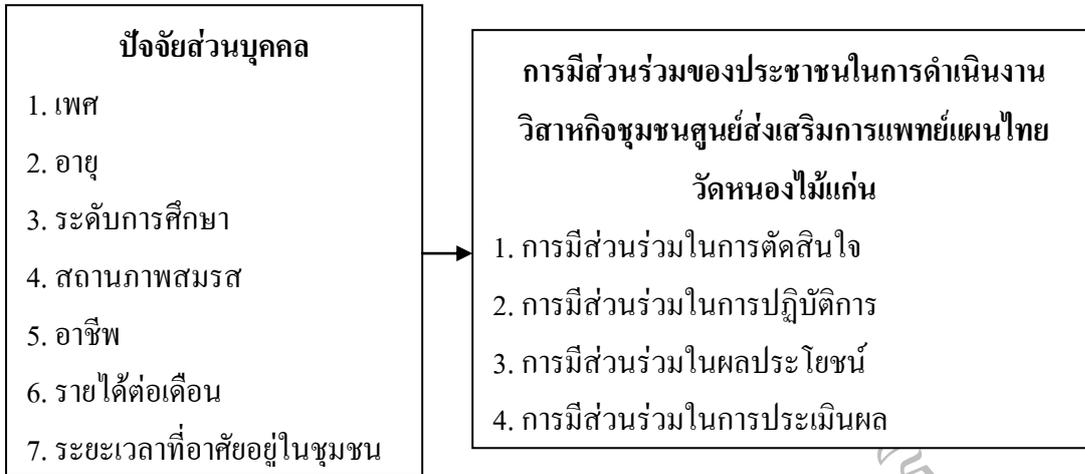 ปัจจัยส่วนบุคคล
1. เพศ
2. อายุ
3. ระดับการศึกษา
4. สถานภาพสมรส
5. อาชีพ
6. รายได้ต่อเดือน
7. ระยะเวลาที่อาศัยอยู่ในชุมชน
การมีส่วนร่วมของประชาชนในการดำเนินงาน
วิสาหกิจชุมชนศูนย์ส่งเสริมการแพทย์แผนไทย
วัดหนองไม้แก่น
1. การมีส่วนร่วมในการตัดสินใจ
2. การมีส่วนร่วมในการปฏิบัติการ
3. การมีส่วนร่วมในผลประโยชน์
4. การมีส่วนร่วมในการประเมินผล